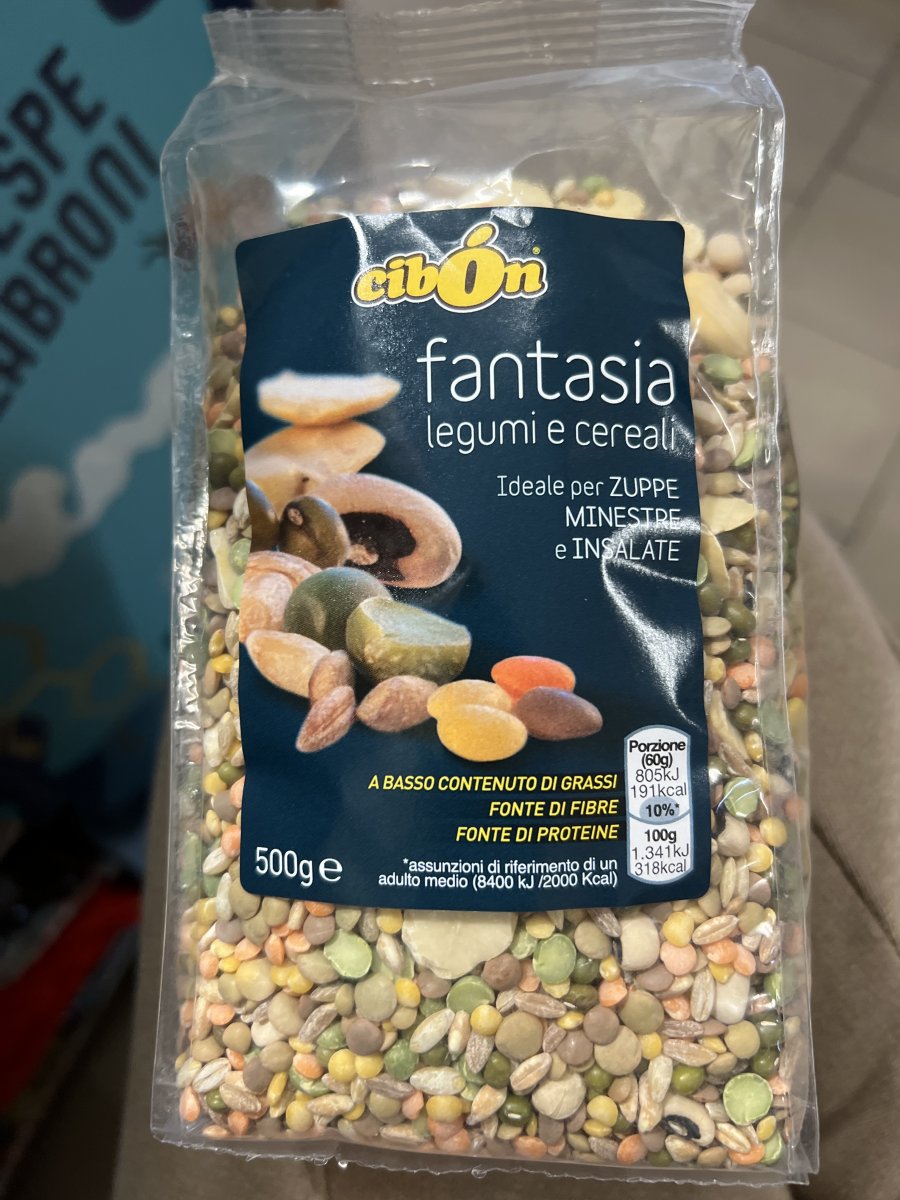 cibÓn®
fantasia
legumi e cereali
Ideale per ZUPPE
MINESTRE
e INSALATE
A BASSO CONTENUTO DI GRASSI
FONTE DI FIBRE
FONTE DI PROTEINE
Porzione
(60g)
805kJ
191kcal
10%*
100g
1.341kJ
318kcal
500g e
*assunzioni di riferimento di un
adulto medio (8400 kJ /2000 Kcal)